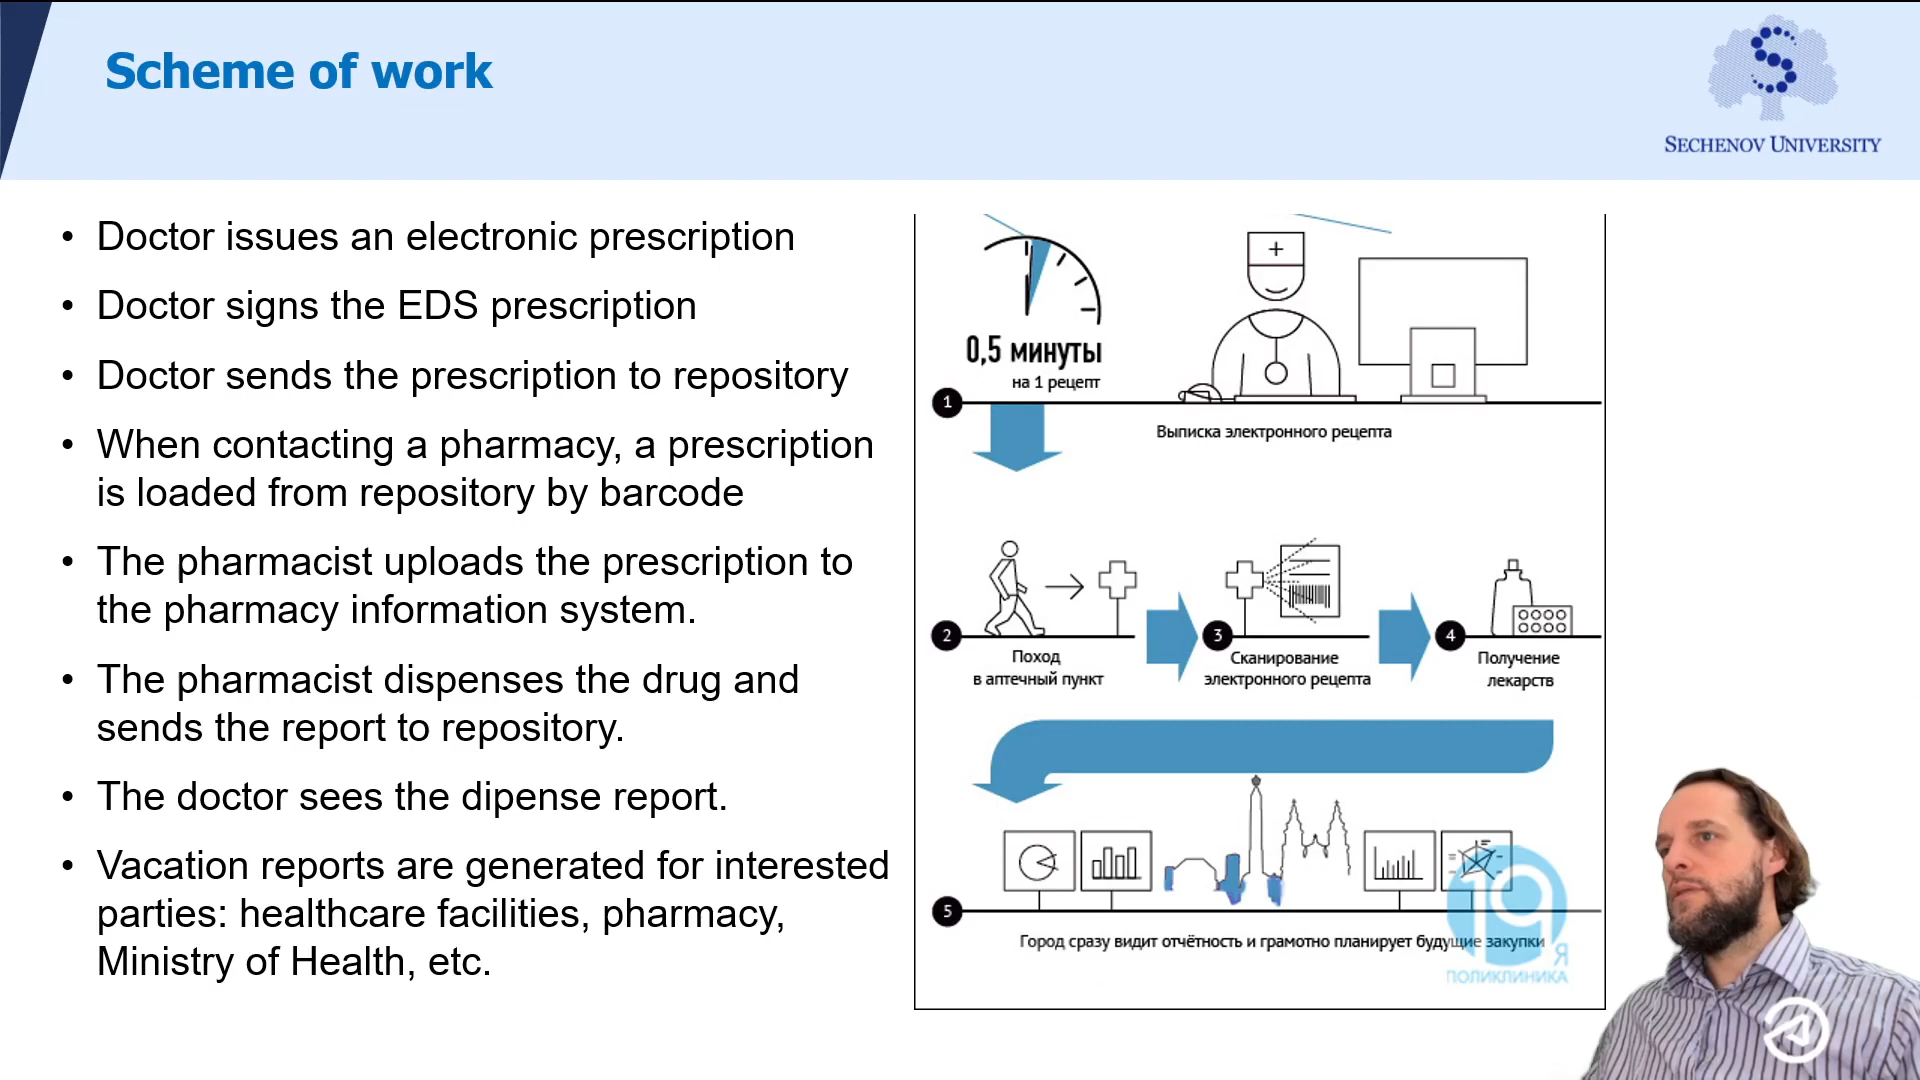 Scheme of work
SECHENOV UNIVERSITY
• Doctor issues an electronic prescription
• Doctor signs the EDS prescription
• Doctor sends the prescription to repository
• When contacting a pharmacy, a prescription
is loaded from repository by barcode
• The pharmacist uploads the prescription to
the pharmacy information system.
• The pharmacist dispenses the drug and
sends the report to repository.
• The doctor sees the dipense report.
• Vacation reports are generated for interested
parties: healthcare facilities, pharmacy,
Ministry of Health, etc.
0,5 минуты
на 1 рецепт
1
Выписка электронного рецепта
2
Поход
в аптечный пункт
3
Сканирование
электронного рецепта
4
Получение
лекарств
5
Город сразу видит отчётность и грамотно планирует будущие закупки
19
я
ПОЛИКЛИНИКА